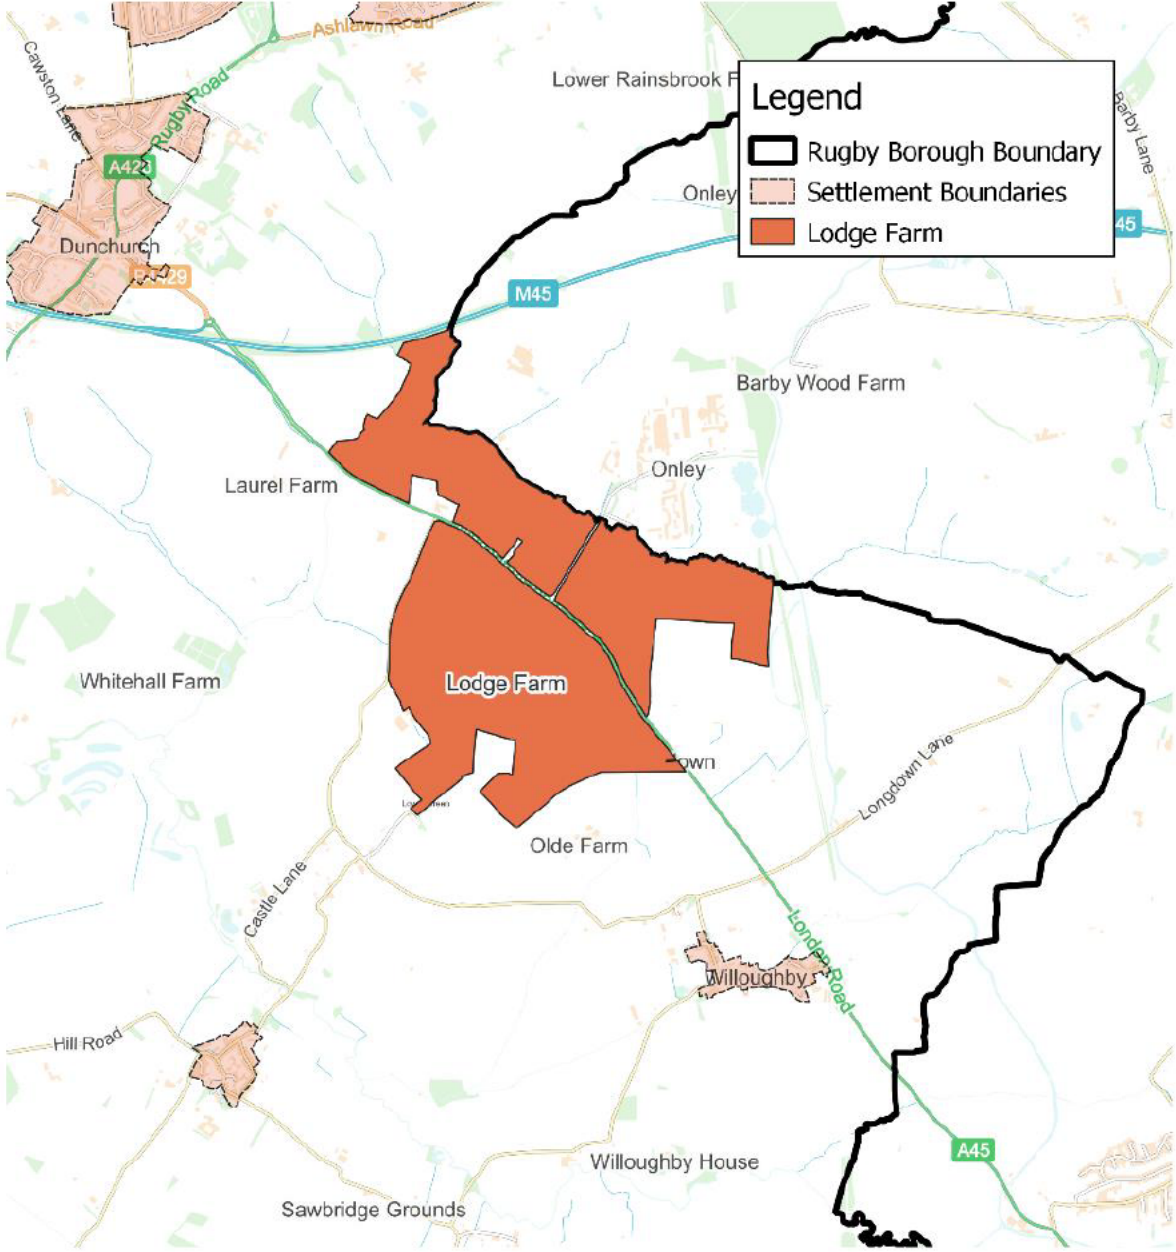 Ashlawn Road
Cawston Lane
Rugby Road
Lower Rainsbrook F
Legend
Rugby Borough Boundary
Settlement Boundaries
Lodge Farm
Barby Lane
Onley
45
Dunchurch
M45
Barby Wood Farm
Laurel Farm
Onley
Whitehall Farm
Lodge Farm
own
Longdown Lane
Olde Farm
Castle Lane
London Road
Willoughby
Hill Road
A45
Willoughby House
Sawbridge Grounds